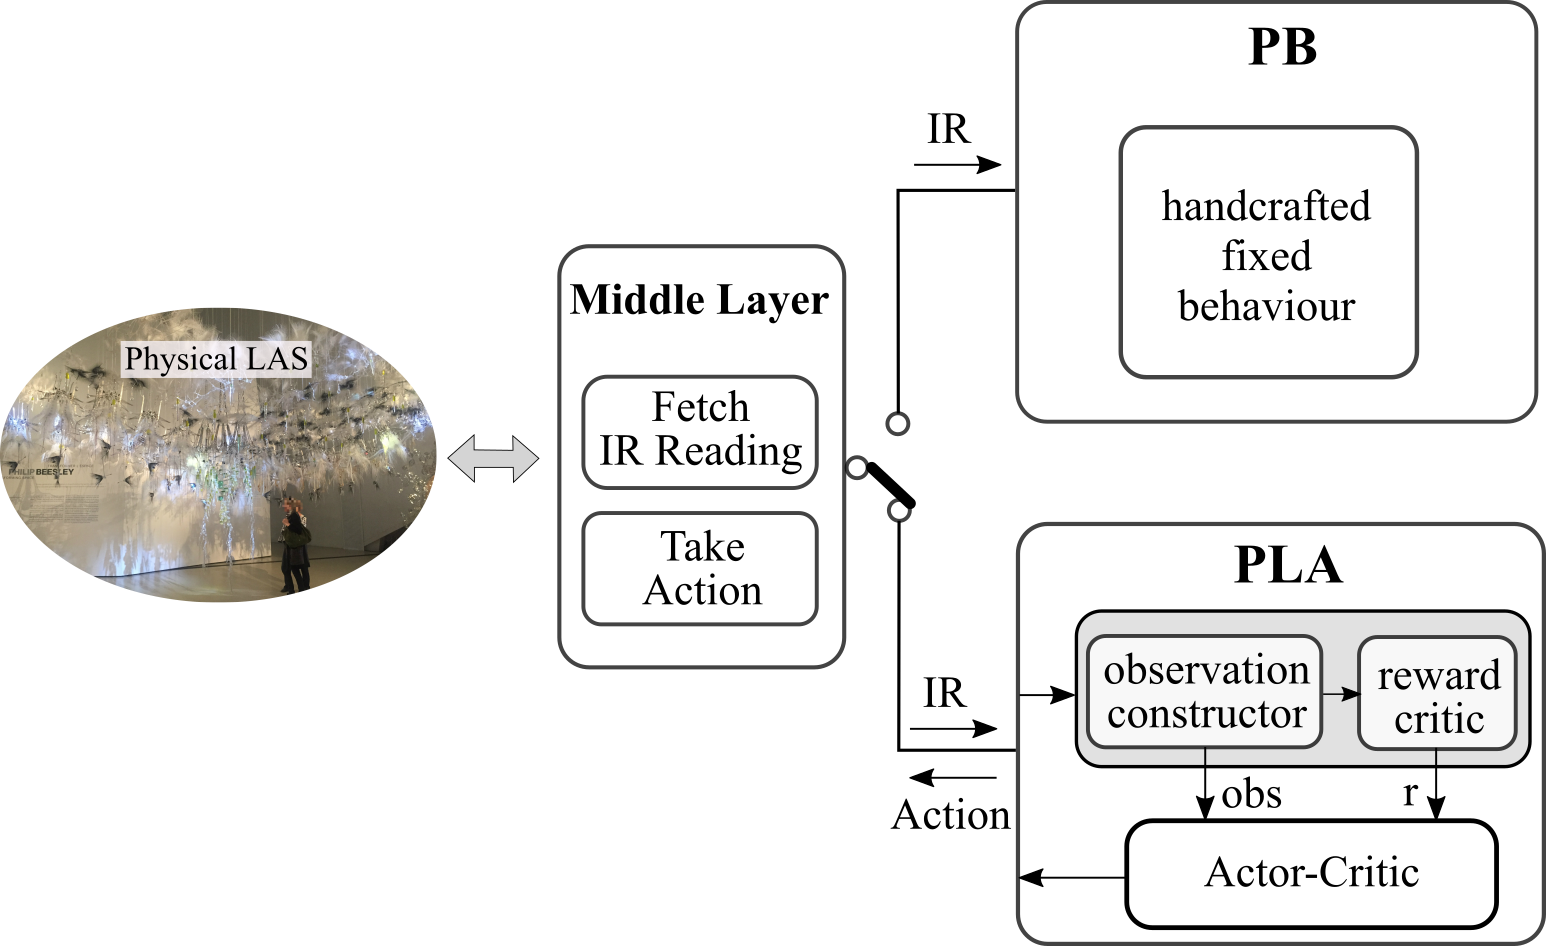 PB
IR
handcrafted
fixed
behaviour
Middle Layer
Physical LAS
Fetch
IR Reading
PHILIP BEESLEY
Take
Action
PLA
observation
constructor
reward
critic
IR
obs
r
Action
Actor-Critic